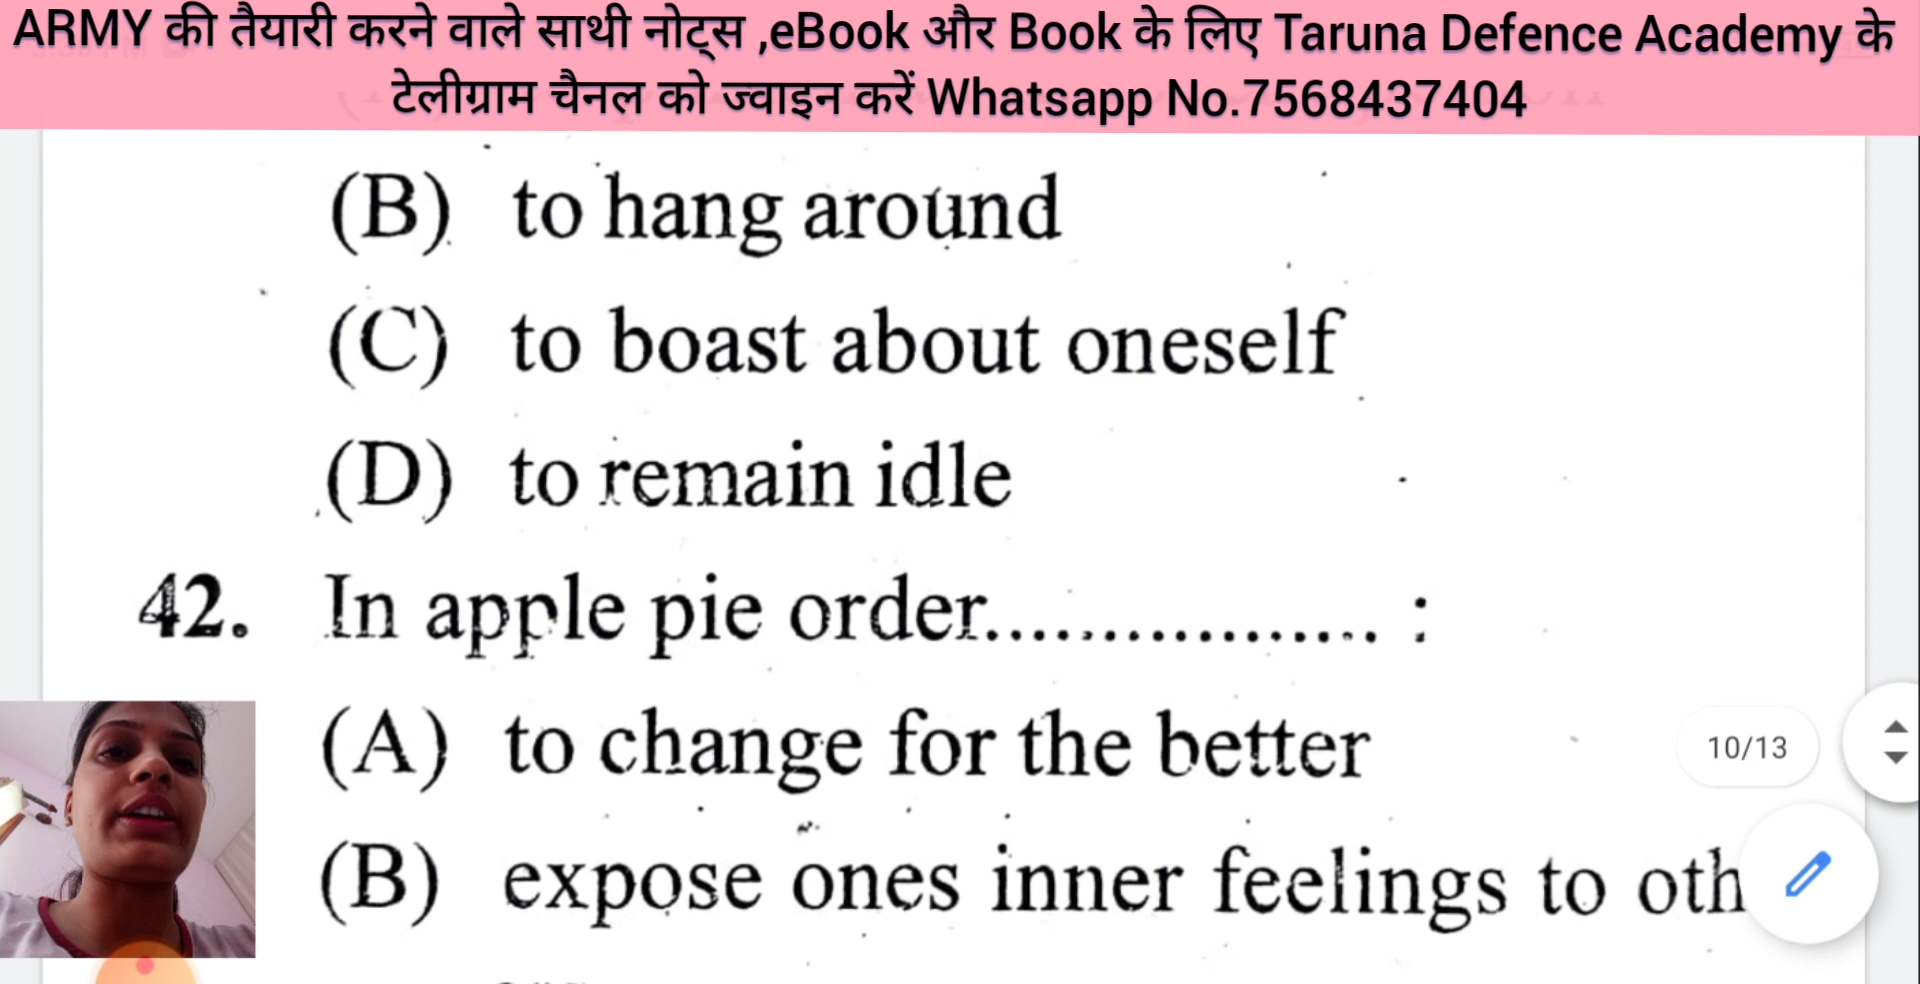 ARMY की तैयारी करने वाले साथी नोट्स ,eBook और Book के लिए Taruna Defence Academy के
टेलीग्राम चैनल को ज्वाइन करें Whatsapp No.7568437404
(B) to hang around
(C) to boast about oneself
(D) to remain idle
42. In apple pie order................. :
(A) to change for the better
10/13
(B) expose ones inner feelings to oth